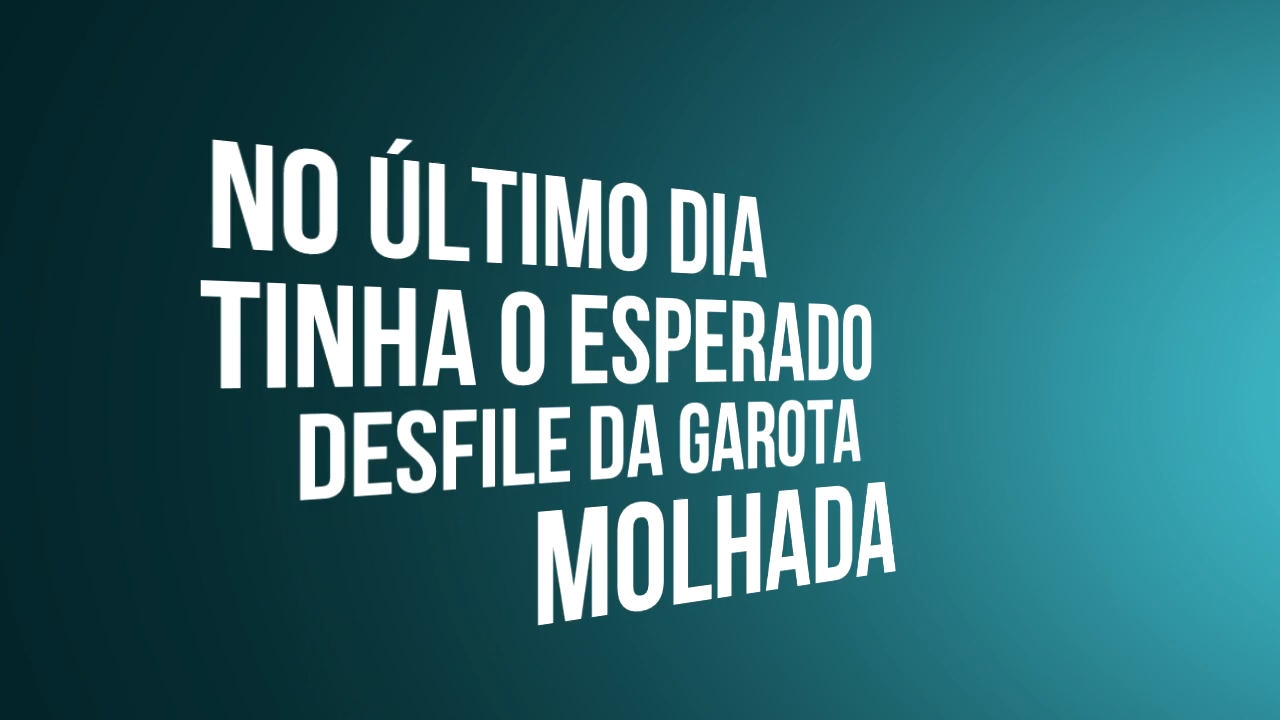 NO ÚLTIMO DIA
TINHA O ESPERADO
DESFILE DA GAROTA
MOLHADA